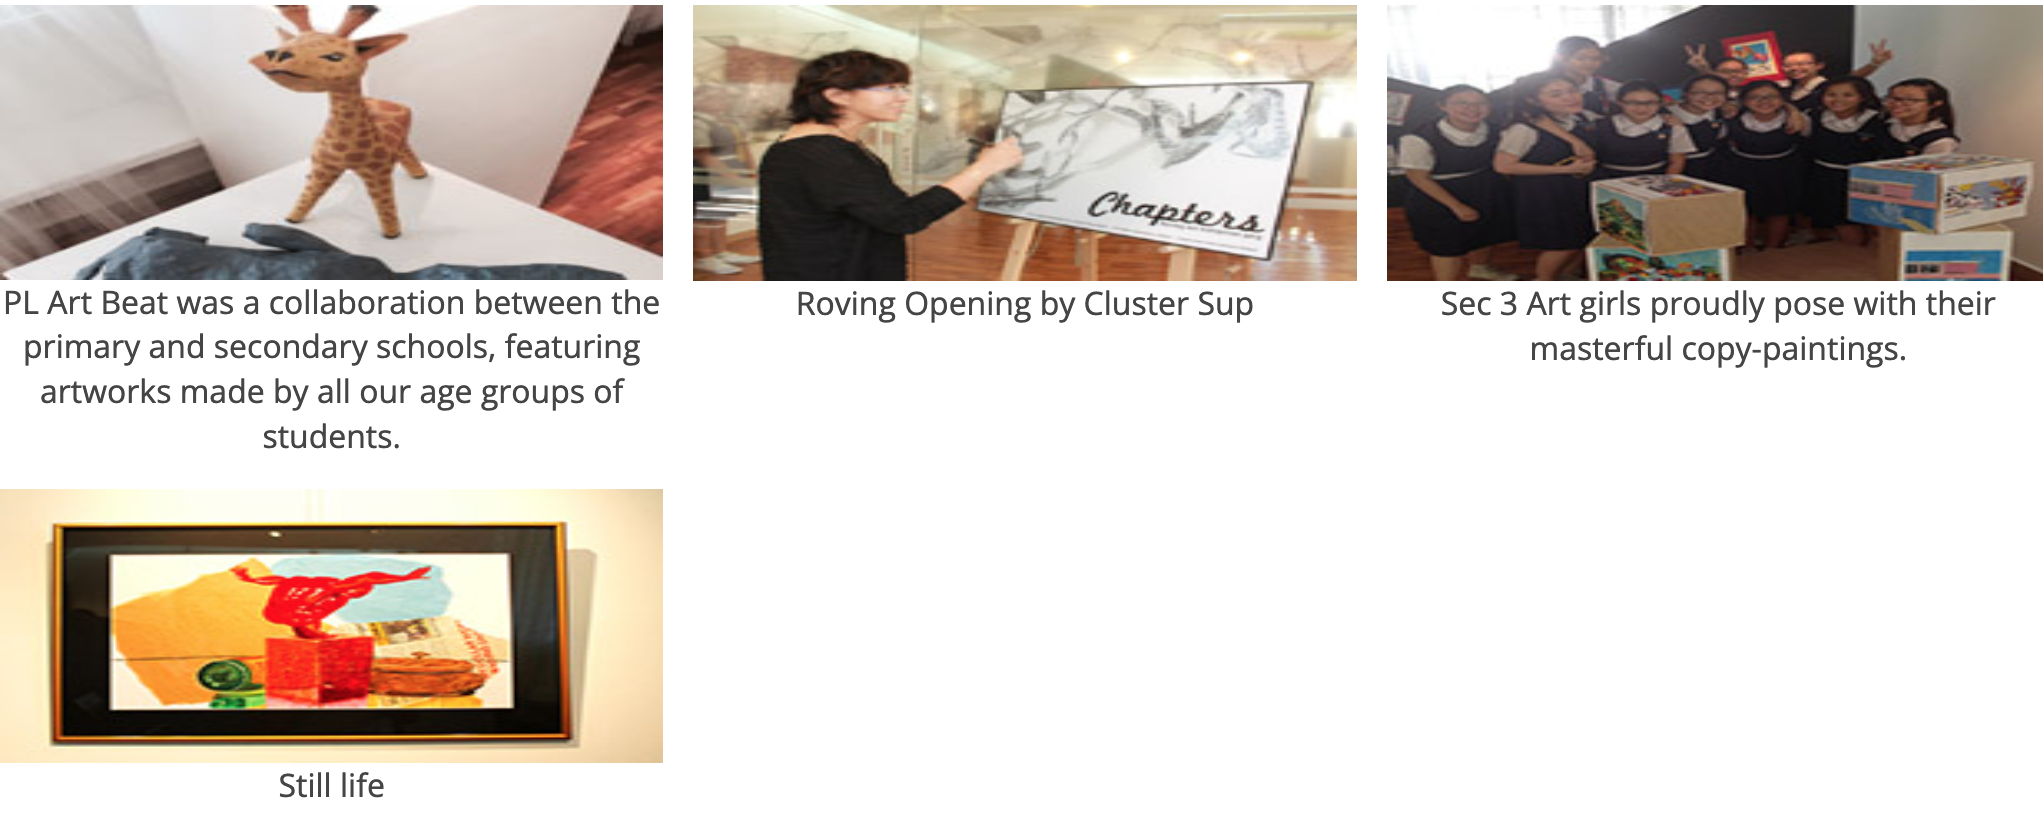 Chapters
PL Art Beat was a collaboration between the
primary and secondary schools, featuring
artworks made by all our age groups of
students.
Roving Opening by Cluster Sup
Sec 3 Art girls proudly pose with their
masterful copy-paintings.
Still life